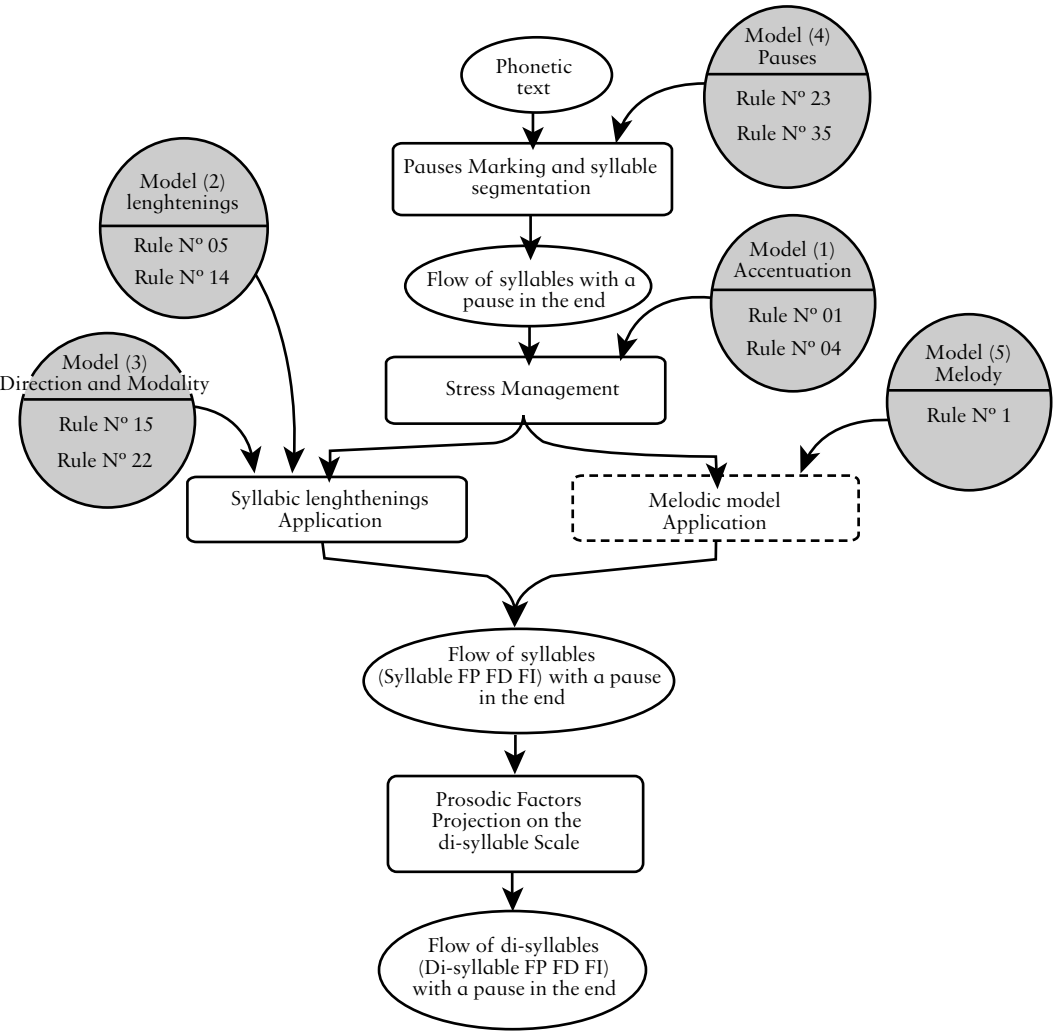 Model (4)
Pauses
Rule Nº 23
Rule Nº 35
Phonetic
text
Pauses Marking and syllable
segmentation
Model (2)
lenghtenings
Rule Nº 05
Rule Nº 14
Flow of syllables with a
pause in the end
Model (1)
Accentuation
Rule Nº 01
Rule Nº 04
Model (3)
Direction and Modality
Rule Nº 15
Rule Nº 22
Stress Management
Model (5)
Melody
Rule Nº 1
Syllabic lenghthenings
Application
Melodic model
Application
Flow of syllables
(Syllable FP FD FI) with a pause
in the end
Prosodic Factors
Projection on the
di-syllable Scale
Flow of di-syllables
(Di-syllable FP FD FI)
with a pause in the end